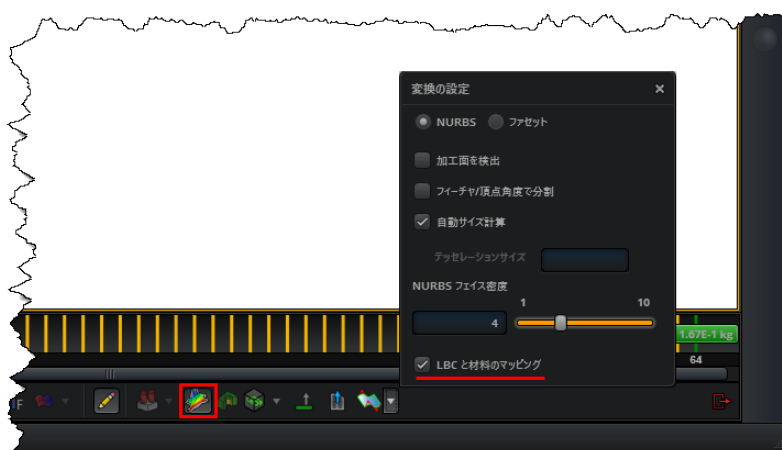 変換の設定
NURBS ファセット
加工面を検出
フィーチャ/頂点角度で分割
自動サイズ計算
テッセレーションサイズ
NURBS フェイス密度
1 10
4
1.67E-1 kg
64
LBC と材料のマッピング
F